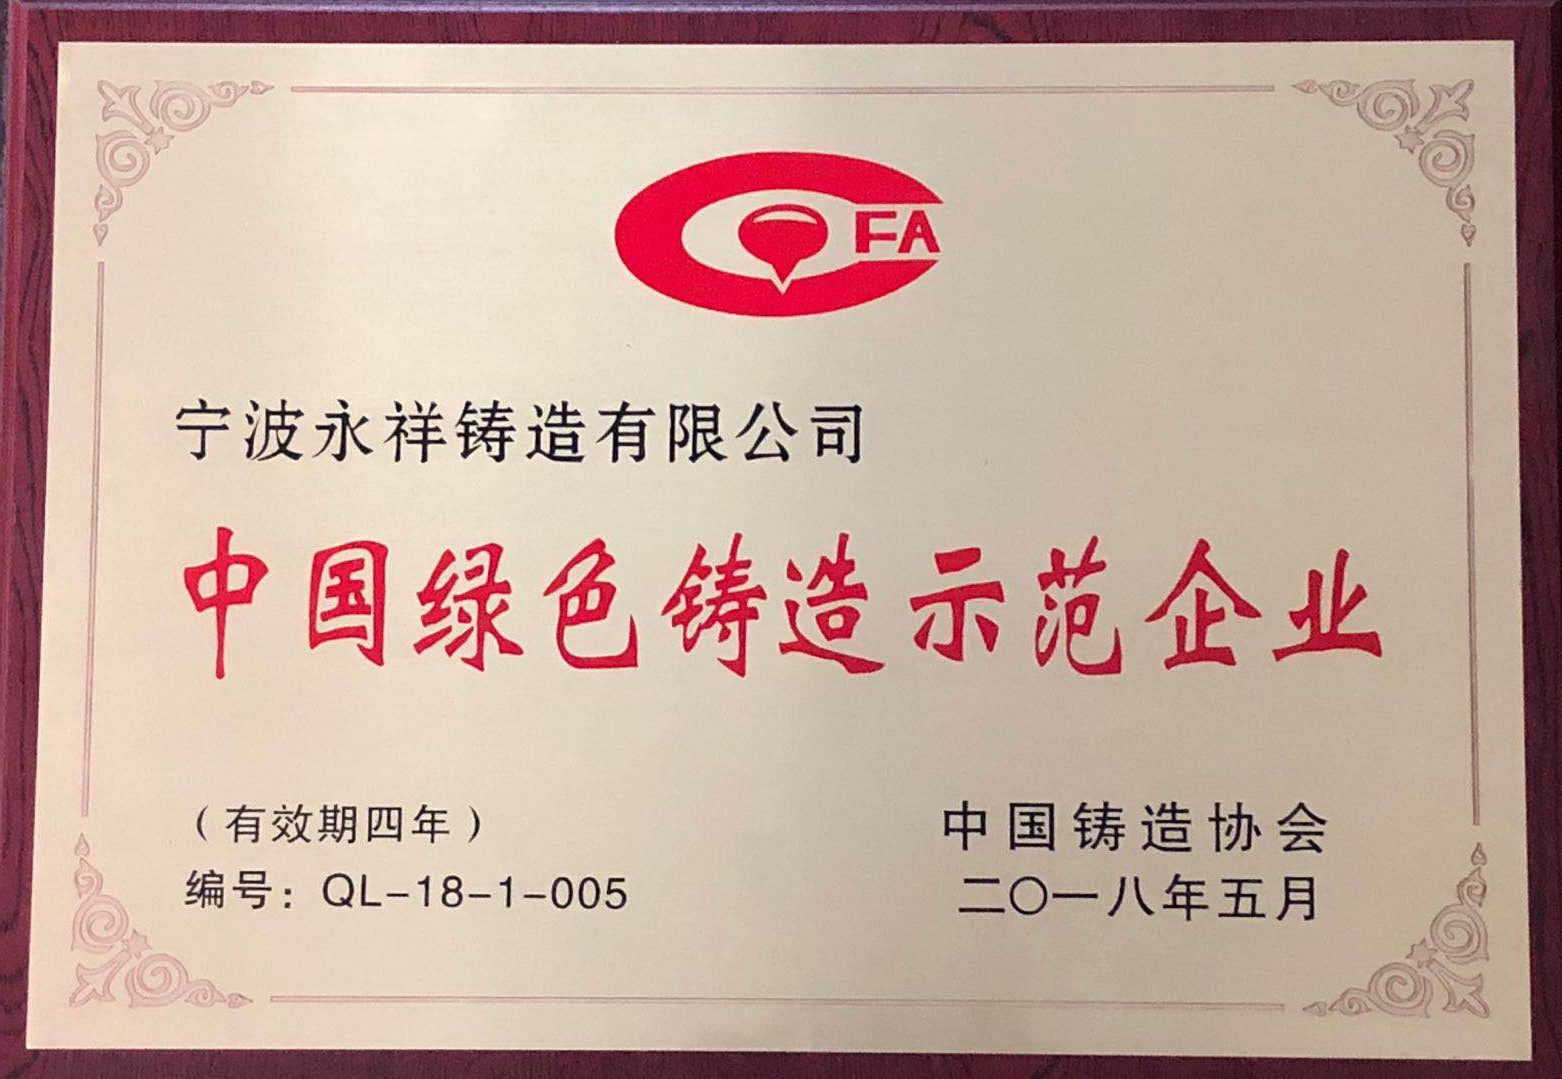 CFA
宁波永祥铸造有限公司
中国绿色铸造示范企业
（有效期四年）
编号：QL-18-1-005
中国铸造协会
二〇一八年五月